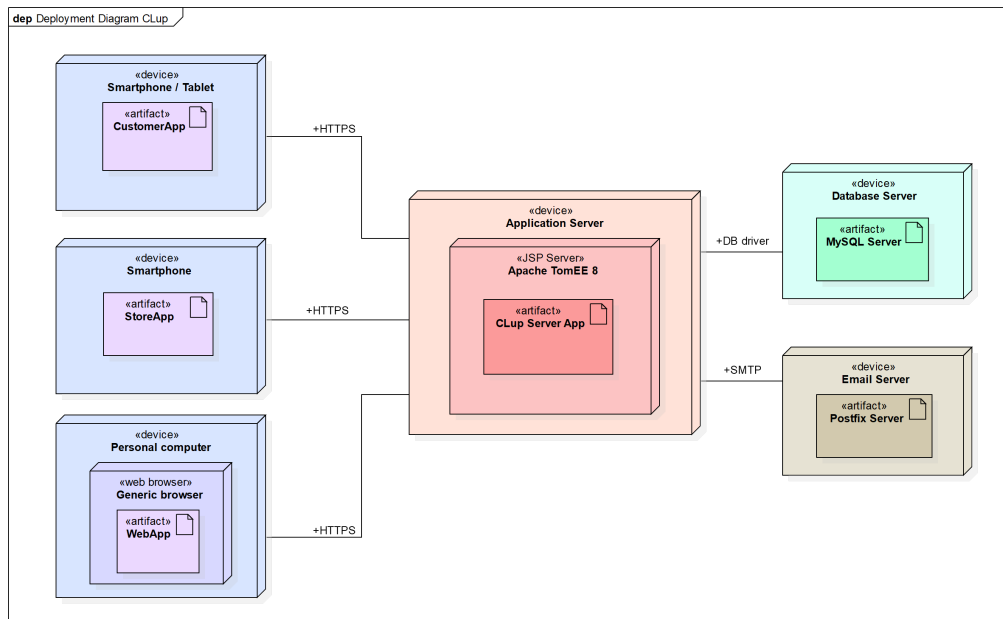 dep Deployment Diagram CLup
«device»
Smartphone / Tablet
«artifact»
CustomerApp
+HTTPS
«device»
Smartphone
«artifact»
StoreApp
+HTTPS
«device»
Personal computer
«web browser»
Generic browser
«artifact»
WebApp
+HTTPS
«device»
Application Server
«JSP Server»
Apache TomEE 8
«artifact»
CLup Server App
+DB driver
«device»
Database Server
«artifact»
MySQL Server
+SMTP
«device»
Email Server
«artifact»
Postfix Server